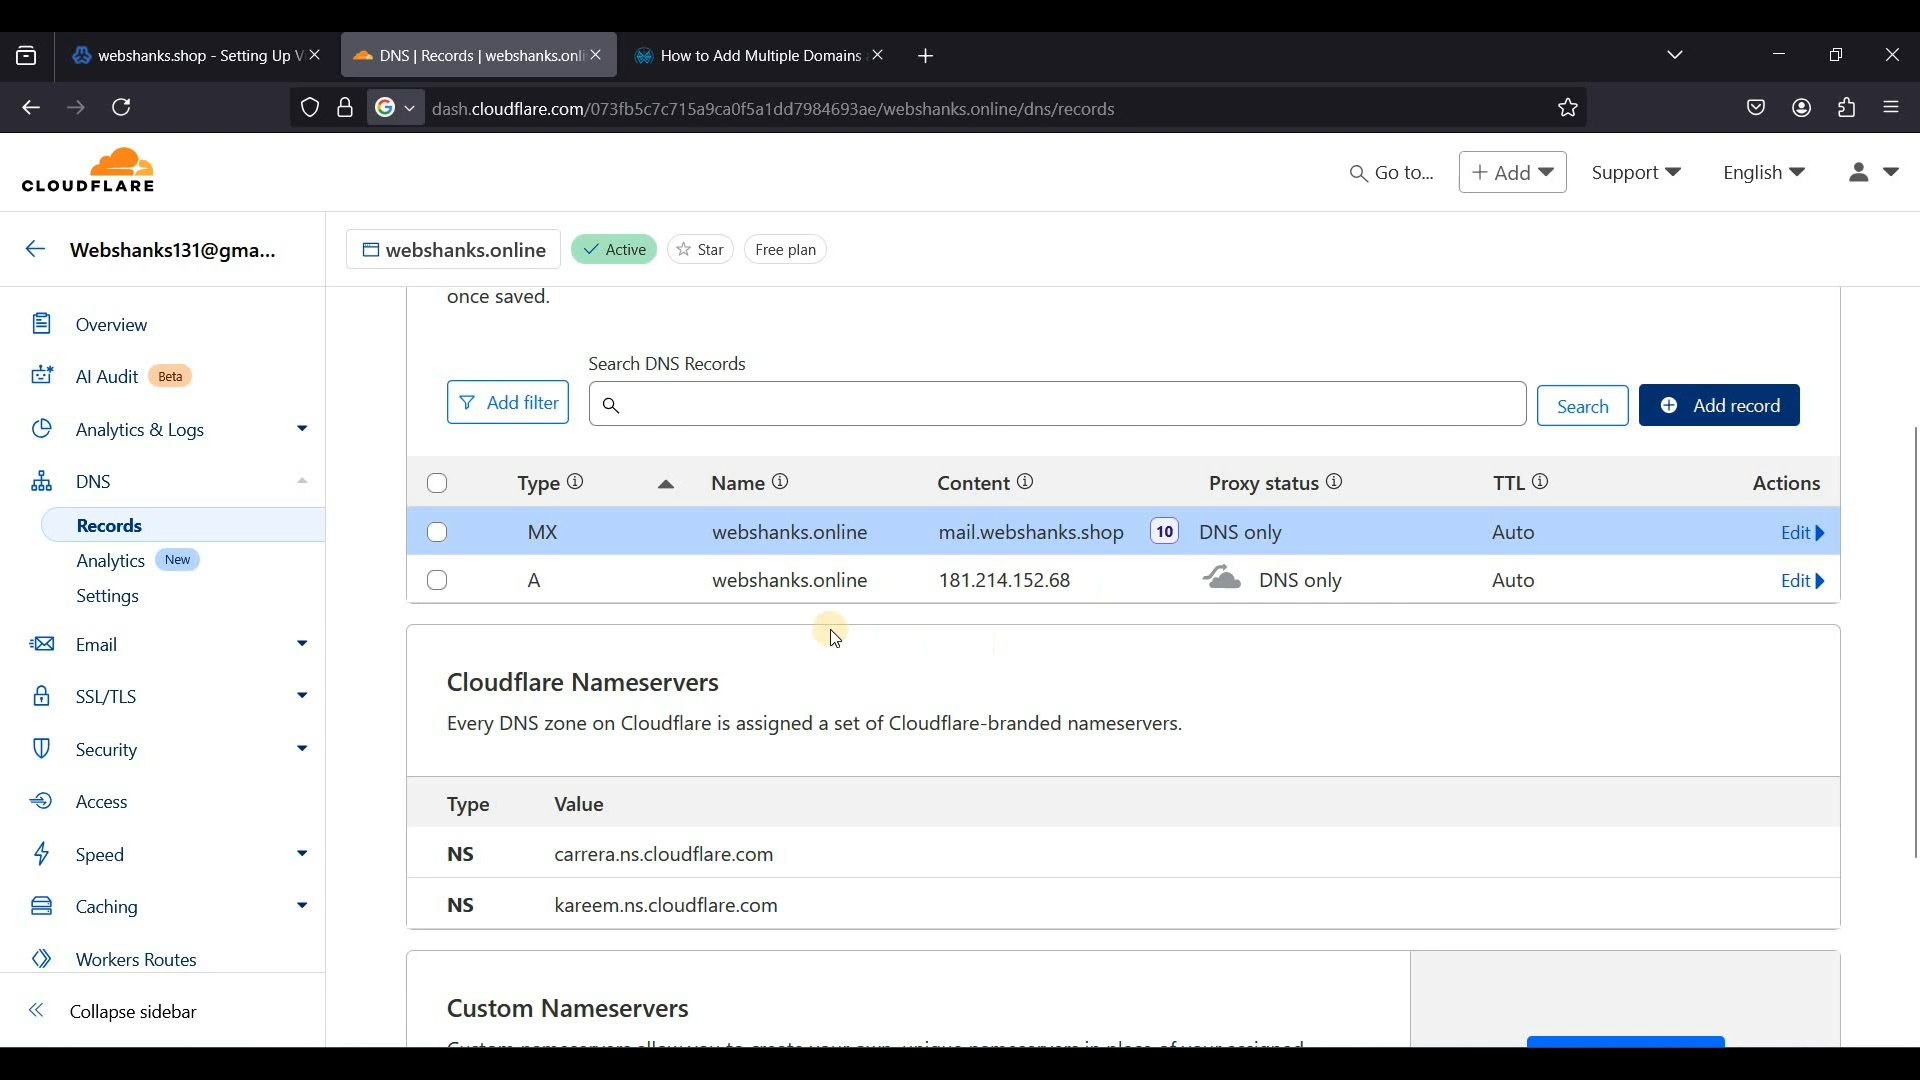 webshanks.shop - Setting Up V
DNS | Records | webshanks.onli
How to Add Multiple Domains
dash.cloudflare.com/073fb5c7c715a9ca0f5a1dd7984693ae/webshanks.online/dns/records
CLOUDFLARE
Go to...
Add
Support
English
Webshanks131@gma...
webshanks.online
Active
Star
Free plan
Overview
AI Audit Beta
Analytics & Logs
DNS
Records
Analytics New
Settings
Email
SSL/TLS
Security
Access
Speed
Caching
Workers Routes
Collapse sidebar
once saved.
Search DNS Records
Add filter
Search
Add record
Type Name Content Proxy status TTL Actions
MX webshanks.online mail.webshanks.shop 10 DNS only Auto Edit
A webshanks.online 181.214.152.68 DNS only Auto Edit
Cloudflare Nameservers
Every DNS zone on Cloudflare is assigned a set of Cloudflare-branded nameservers.
Type Value
NS carrera.ns.cloudflare.com
NS kareem.ns.cloudflare.com
Custom Nameservers